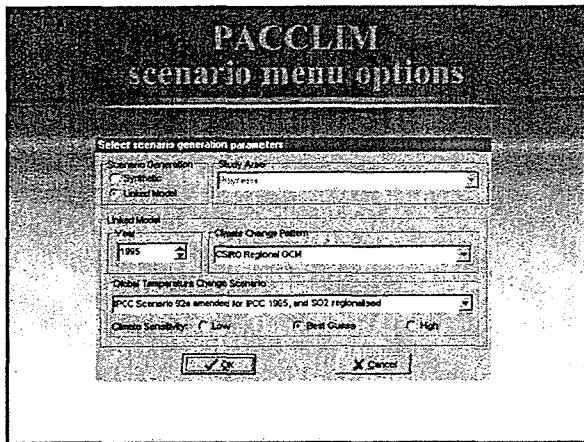 PACCLIM
scenario menu options
Select scenario generation parameters
Scenario Generation
Study Area
Synthetic
Linked Model
Linked Model
Year
Climate Change Pattern
1995
CSIRO Regional GCM
Global Temperature Change Scenario
IPCC Scenario 92a amended for IPCC 1995, and SO2 regionalised
Climate Sensitivity: Low Best Guess High
OK Cancel